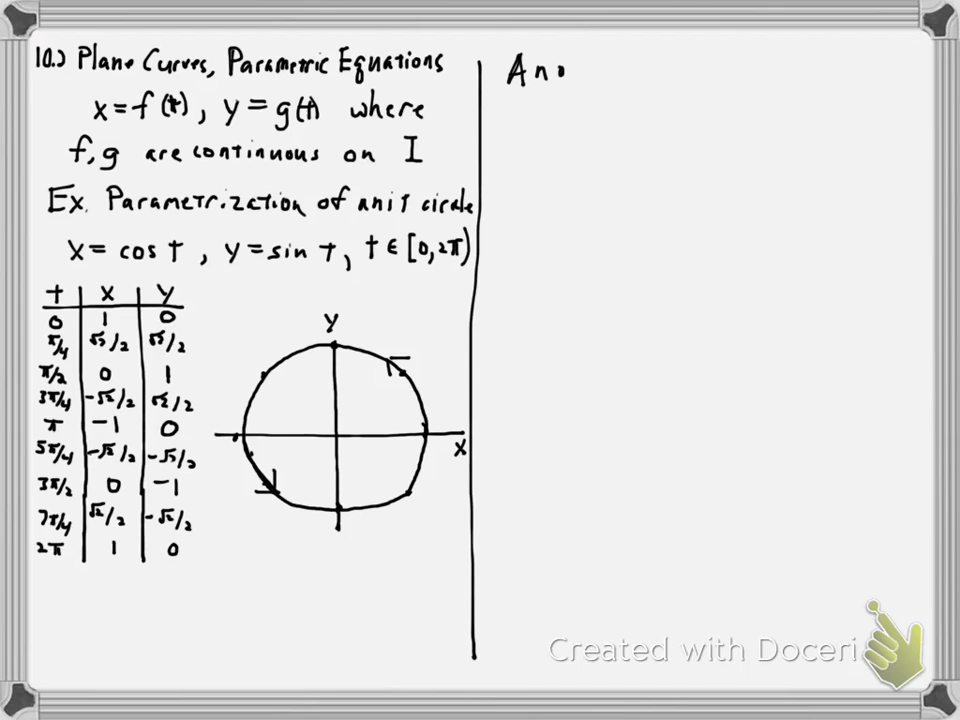 10.) Plane Curves, Parametric Equations
x = f(t), y = g(t) where
f,g are continuous on I
Ex. Parametrization of unit circle
x = cos t, y = sin t, t ∈ [0, 2π)
t | x | y
0 | 1 | 0
π/4 | √2/2 | √2/2
π/2 | 0 | 1
3π/4 | -√2/2 | √2/2
π | -1 | 0
5π/4 | -√2/2 | -√2/2
3π/2 | 0 | -1
7π/4 | √2/2 | -√2/2
2π | 1 | 0
y
x
Ano
Created with Doceri